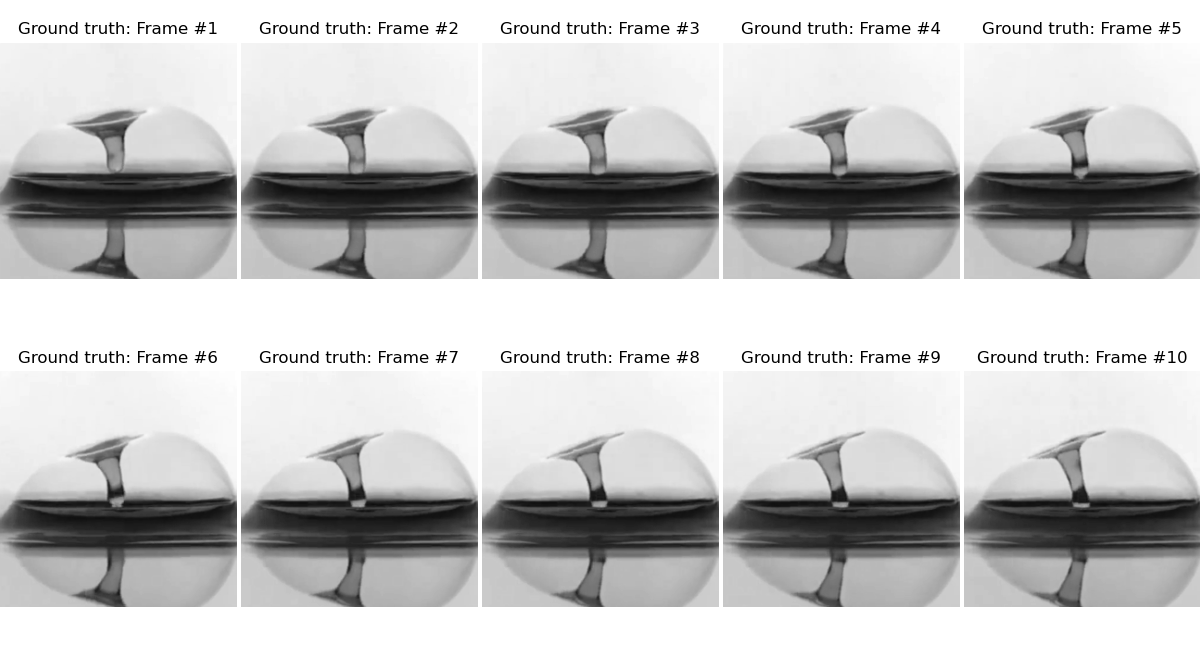 Ground truth: Frame #1
Ground truth: Frame #2
Ground truth: Frame #3
Ground truth: Frame #4
Ground truth: Frame #5
Ground truth: Frame #6
Ground truth: Frame #7
Ground truth: Frame #8
Ground truth: Frame #9
Ground truth: Frame #10